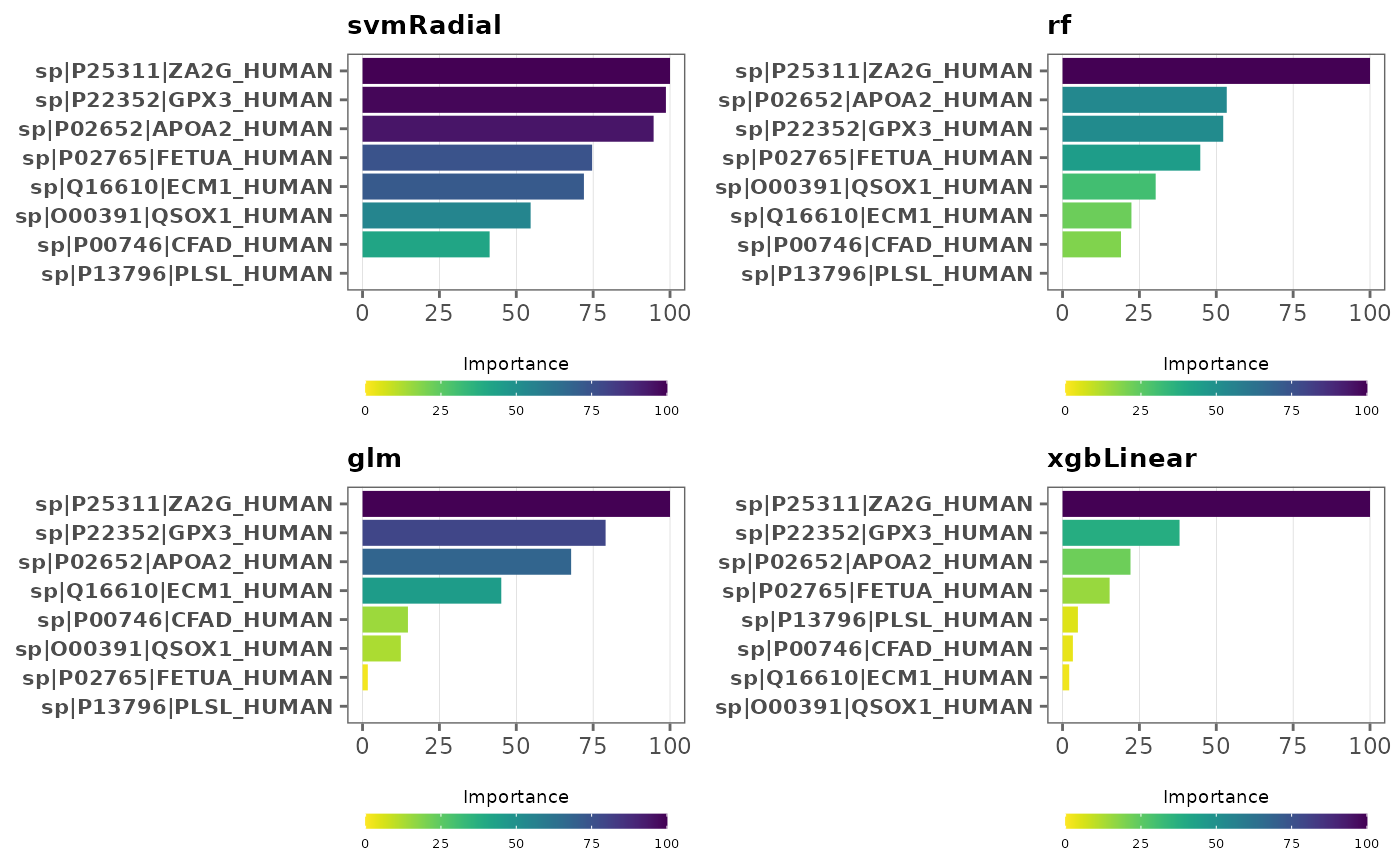 svmRadial
sp|P25311|ZA2G_HUMAN
sp|P22352|GPX3_HUMAN
sp|P02652|APOA2_HUMAN
sp|P02765|FETUA_HUMAN
sp|Q16610|ECM1_HUMAN
sp|O00391|QSOX1_HUMAN
sp|P00746|CFAD_HUMAN
sp|P13796|PLSL_HUMAN
0 25 50 75 100
Importance
0 25 50 75 100
rf
sp|P25311|ZA2G_HUMAN
sp|P02652|APOA2_HUMAN
sp|P22352|GPX3_HUMAN
sp|P02765|FETUA_HUMAN
sp|O00391|QSOX1_HUMAN
sp|Q16610|ECM1_HUMAN
sp|P00746|CFAD_HUMAN
sp|P13796|PLSL_HUMAN
0 25 50 75 100
Importance
0 25 50 75 100
glm
sp|P25311|ZA2G_HUMAN
sp|P22352|GPX3_HUMAN
sp|P02652|APOA2_HUMAN
sp|Q16610|ECM1_HUMAN
sp|P00746|CFAD_HUMAN
sp|O00391|QSOX1_HUMAN
sp|P02765|FETUA_HUMAN
sp|P13796|PLSL_HUMAN
0 25 50 75 100
Importance
0 25 50 75 100
xgbLinear
sp|P25311|ZA2G_HUMAN
sp|P22352|GPX3_HUMAN
sp|P02652|APOA2_HUMAN
sp|P02765|FETUA_HUMAN
sp|P13796|PLSL_HUMAN
sp|P00746|CFAD_HUMAN
sp|Q16610|ECM1_HUMAN
sp|O00391|QSOX1_HUMAN
0 25 50 75 100
Importance
0 25 50 75 100